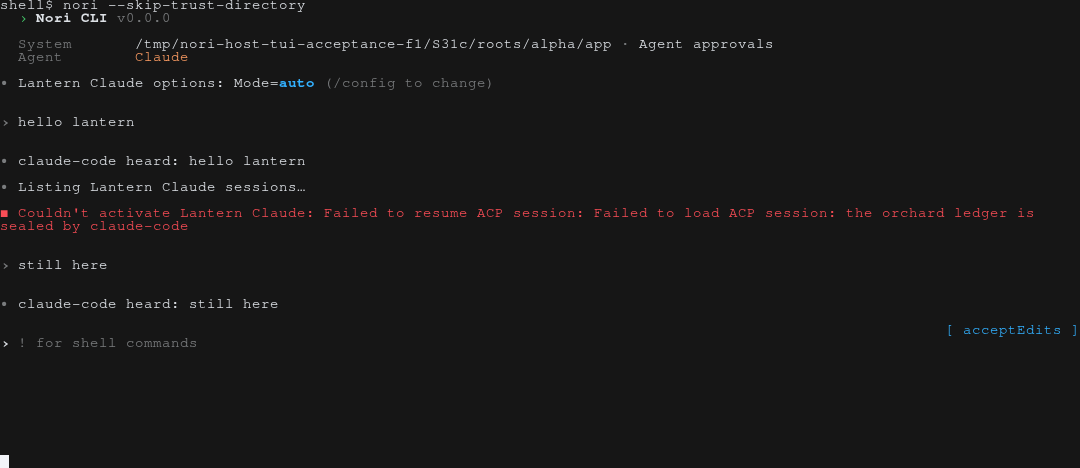 shell$ nori --skip-trust-directory
› Nori CLI v0.0.0
System /tmp/nori-host-tui-acceptance-f1/S31c/roots/alpha/app · Agent approvals
Agent Claude
• Lantern Claude options: Mode=auto (/config to change)
› hello lantern
• claude-code heard: hello lantern
• Listing Lantern Claude sessions…
■ Couldn't activate Lantern Claude: Failed to resume ACP session: Failed to load ACP session: the orchard ledger is
sealed by claude-code
› still here
• claude-code heard: still here
[ acceptEdits ]
› ! for shell commands